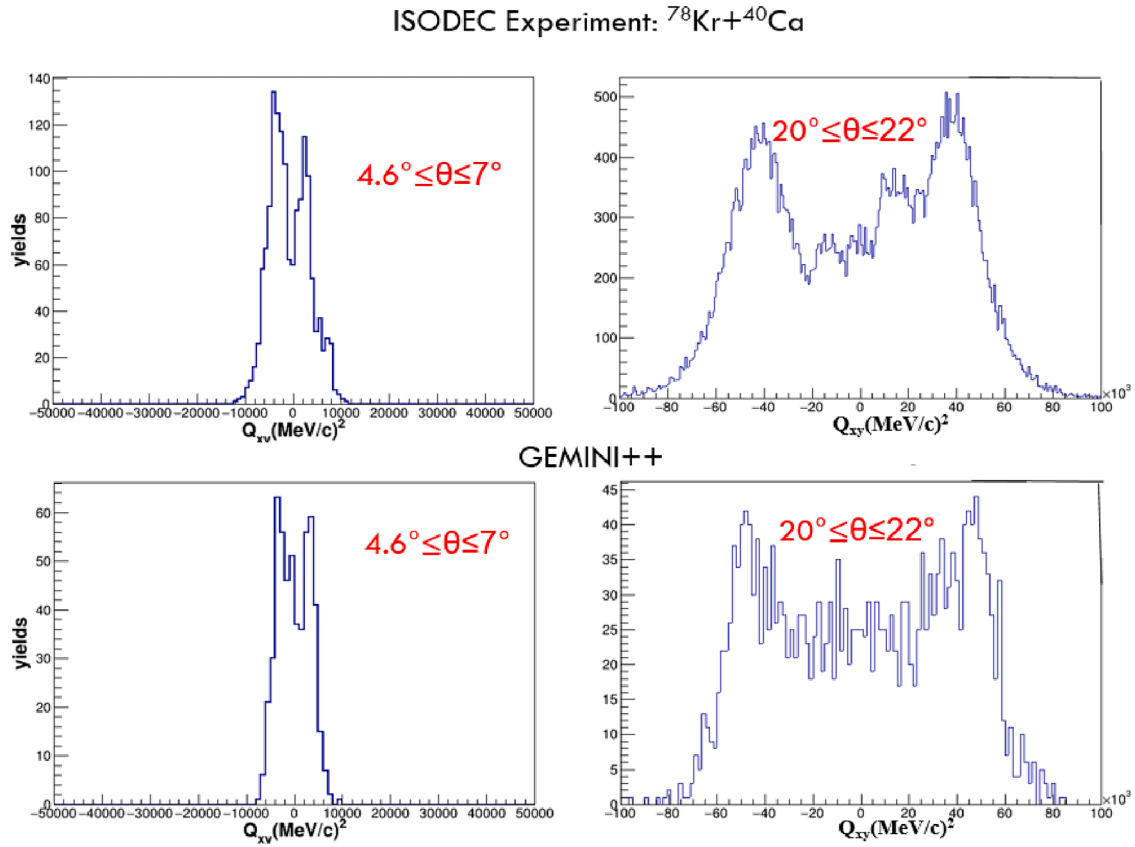 ISODEC Experiment: ⁷⁸Kr+⁴⁰Ca
140
120
100
80
60
40
20
0
yields
4.6°≤θ≤7°
−50000 −40000 −30000 −20000 −10000 0 10000 20000 30000 40000 50000
Q_xy(MeV/c)²
500
400
300
200
100
0
20°≤θ≤22°
-100 -80 -60 -40 -20 0 20 40 60 80 100
×10³
Q_xy(MeV/c)²
GEMINI++
60
50
40
30
20
10
0
yields
4.6°≤θ≤7°
−50000 −40000 −30000 −20000 −10000 0 10000 20000 30000 40000 50000
Q_xy(MeV/c)²
45
40
35
30
25
20
15
10
5
0
20°≤θ≤22°
-100 -80 -60 -40 -20 0 20 40 60 80 100
×10³
Q_xy(MeV/c)²